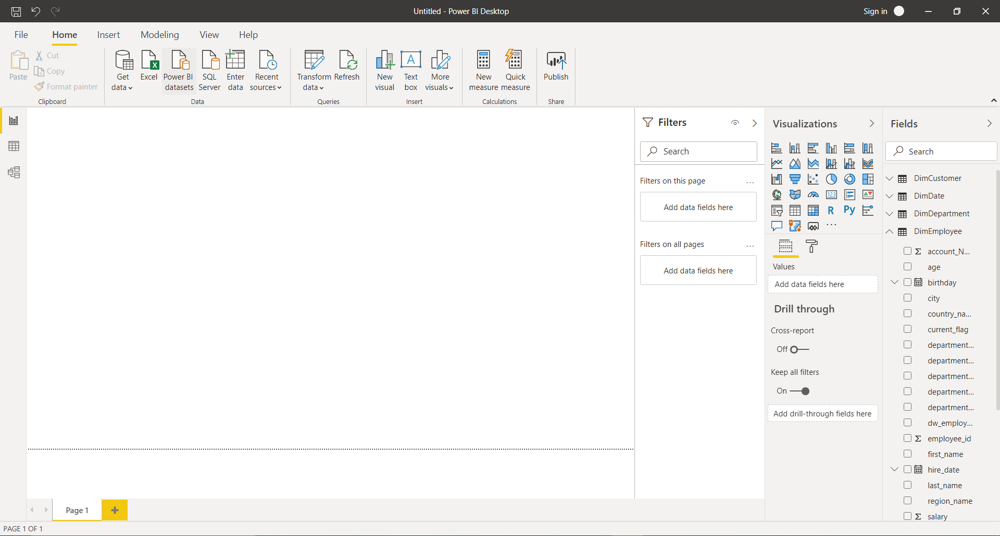 Untitled - Power BI Desktop
Sign in
File Home Insert Modeling View Help
Paste
Cut
Copy
Format painter
Clipboard
Get data
Excel
Power BI datasets
SQL Server
Enter data
Recent sources
Data
Transform data
Refresh
Queries
New visual
Text box
More visuals
Insert
New measure
Quick measure
Calculations
Publish
Share
Filters
Search
Filters on this page
...
Add data fields here
Filters on all pages
...
Add data fields here
Visualizations
123
R
Py
...
Values
Add data fields here
Drill through
Cross-report
Off
Keep all filters
On
Add drill-through fields here
Fields
Search
DimCustomer
DimDate
DimDepartment
DimEmployee
Σ account_N...
age
birthday
city
country_na...
current_flag
department...
department...
department...
department...
department...
dw_employ...
Σ employee_id
first_name
hire_date
last_name
region_name
Σ salary
Page 1
PAGE 1 OF 1